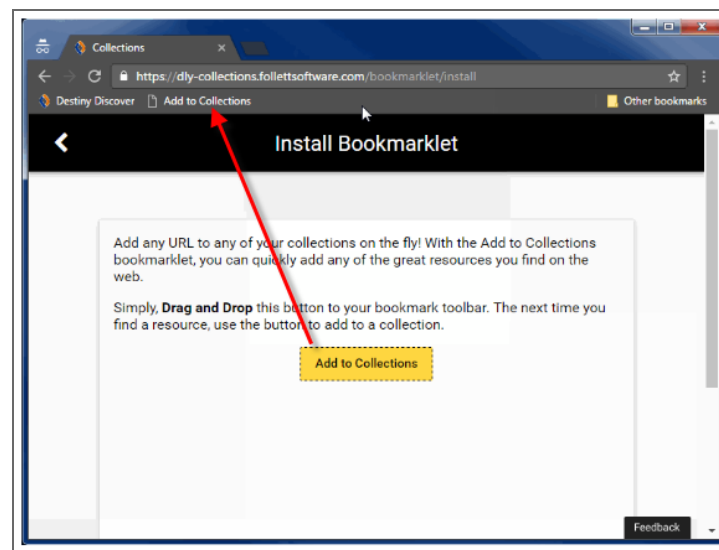 Collections
https://dly-collections.follettsoftware.com/bookmarklet/install
Destiny Discover Add to Collections Other bookmarks
Install Bookmarklet
Add any URL to any of your collections on the fly! With the Add to Collections
bookmarklet, you can quickly add any of the great resources you find on the
web.
Simply, Drag and Drop this button to your bookmark toolbar. The next time you
find a resource, use the button to add to a collection.
Add to Collections
Feedback